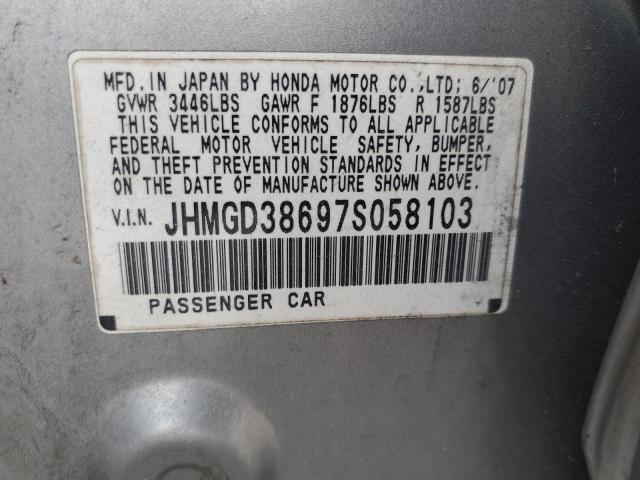 MFD. IN JAPAN BY HONDA MOTOR CO.,LTD; 6/'07
GVWR 3446LBS GAWR F 1876LBS R 1587LBS
THIS VEHICLE CONFORMS TO ALL APPLICABLE
FEDERAL MOTOR VEHICLE SAFETY, BUMPER,
AND THEFT PREVENTION STANDARDS IN EFFECT
ON THE DATE OF MANUFACTURE SHOWN ABOVE.
V.I.N. JHMGD38697S058103
PASSENGER CAR